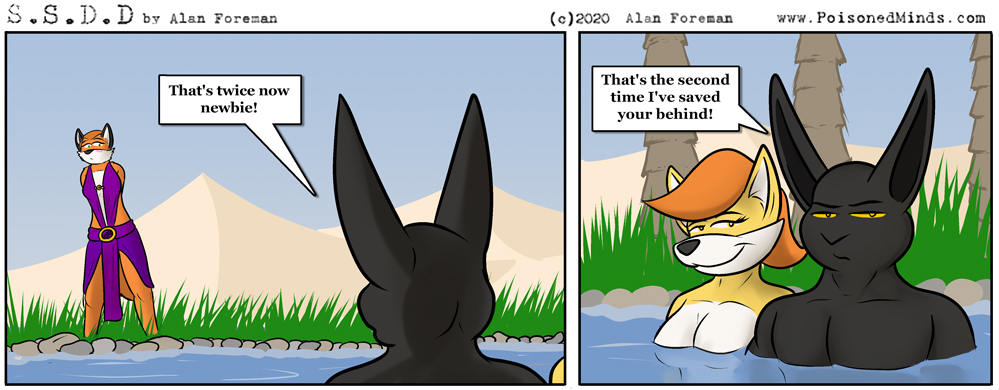 S.S.D.D by Alan Foreman (c)2020 Alan Foreman www.PoisonedMinds.com
That's twice now
newbie!
That's the second
time I've saved
your behind!